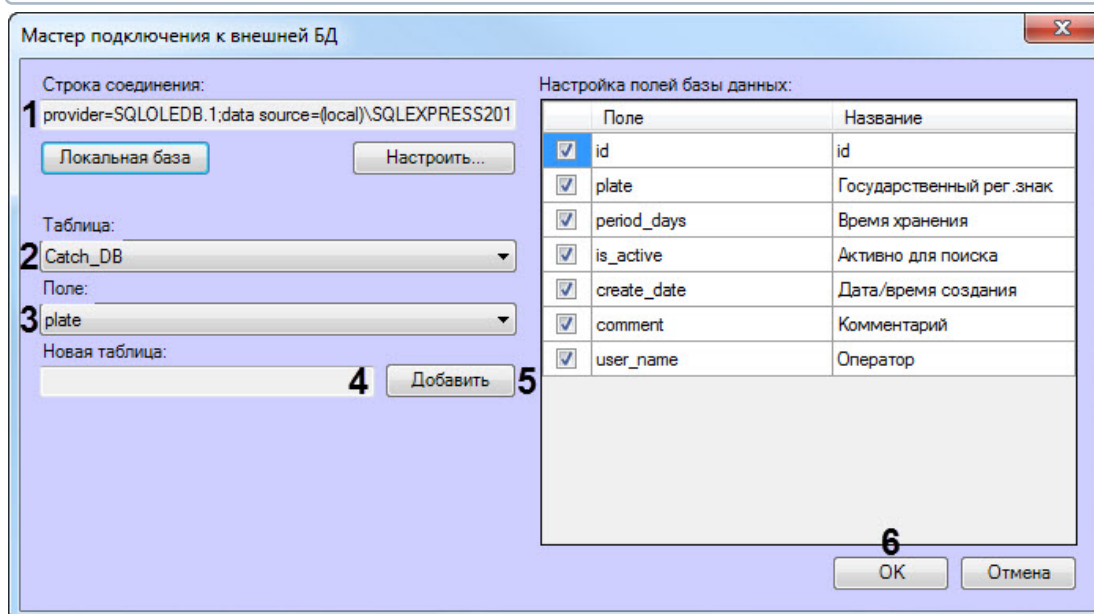 Мастер подключения к внешней БД
Строка соединения:
1 provider=SQLOLEDB.1;data source=(local)\SQLEXPRESS201
Локальная база Настроить...
Таблица:
2 Catch_DB
Поле:
3 plate
Новая таблица:
4 Добавить 5
Настройка полей базы данных:
Поле Название
id id
plate Государственный рег.знак
period_days Время хранения
is_active Активно для поиска
create_date Дата/время создания
comment Комментарий
user_name Оператор
6
OK Отмена